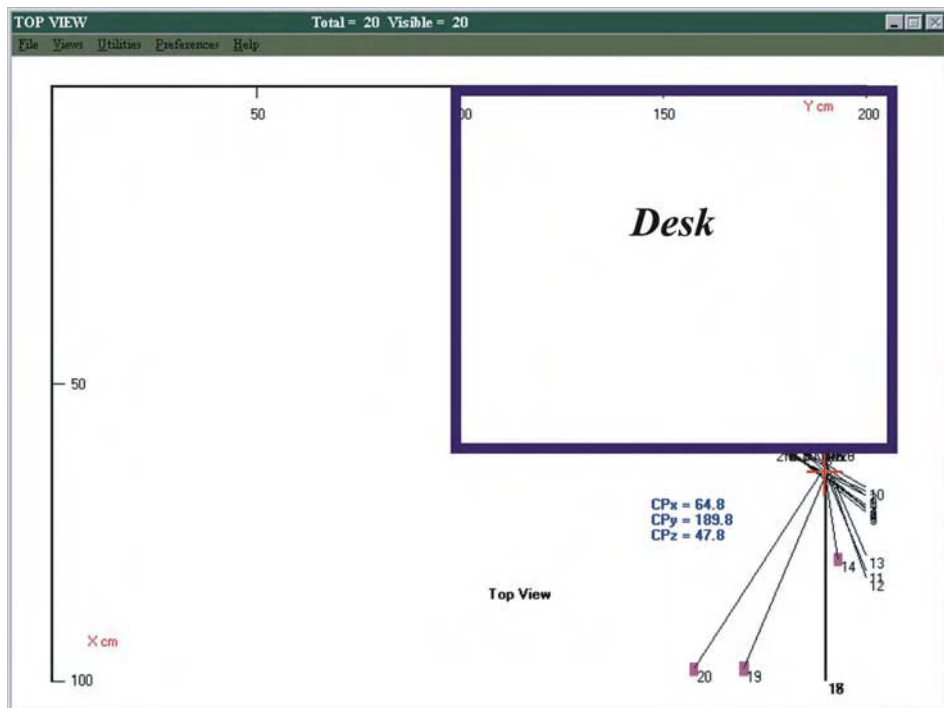 TOP VIEW Total = 20 Visible = 20
File Views Utilities Preferences Help
50 00 150 200
Y cm
Desk
50
10
CPx = 64.8
CPy = 189.8
CPz = 47.8
13
14
11
12
Top View
X cm
100
20
19